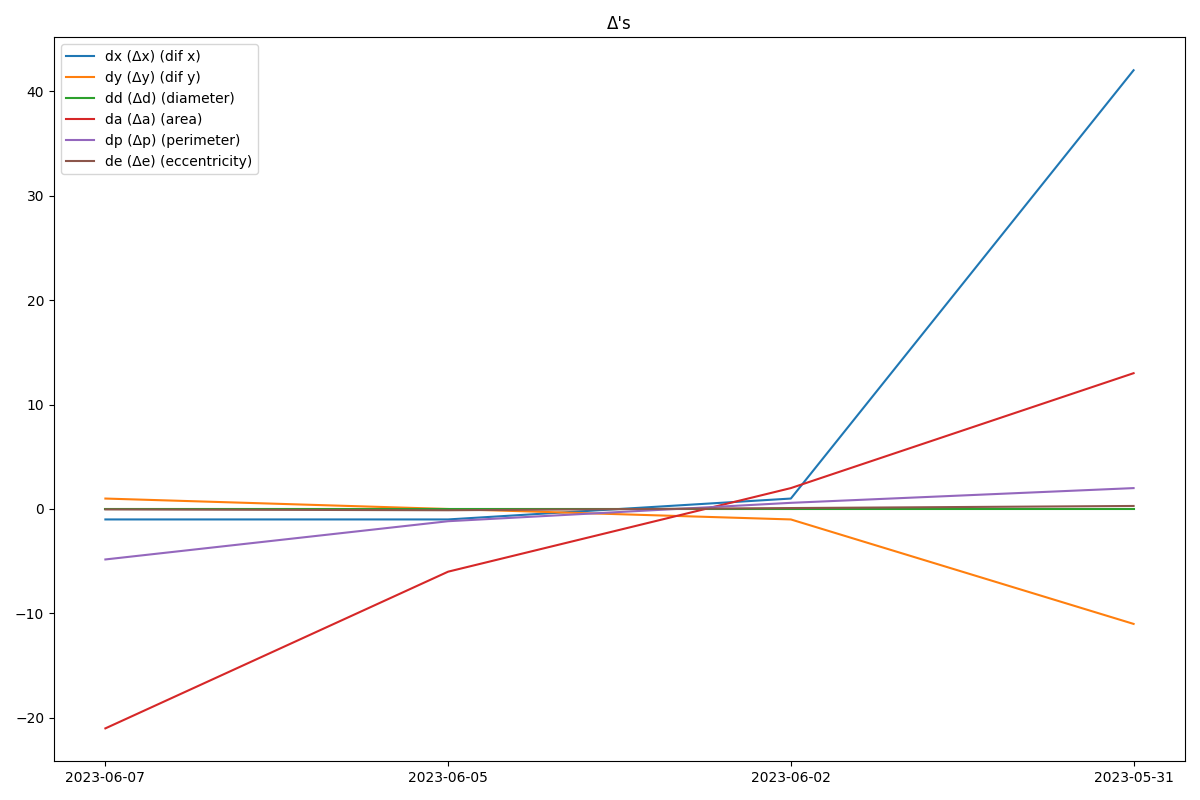 Δ's
dx (Δx) (dif x)
dy (Δy) (dif y)
dd (Δd) (diameter)
da (Δa) (area)
dp (Δp) (perimeter)
de (Δe) (eccentricity)
40
30
20
10
0
−10
−20
2023-06-07 2023-06-05 2023-06-02 2023-05-31